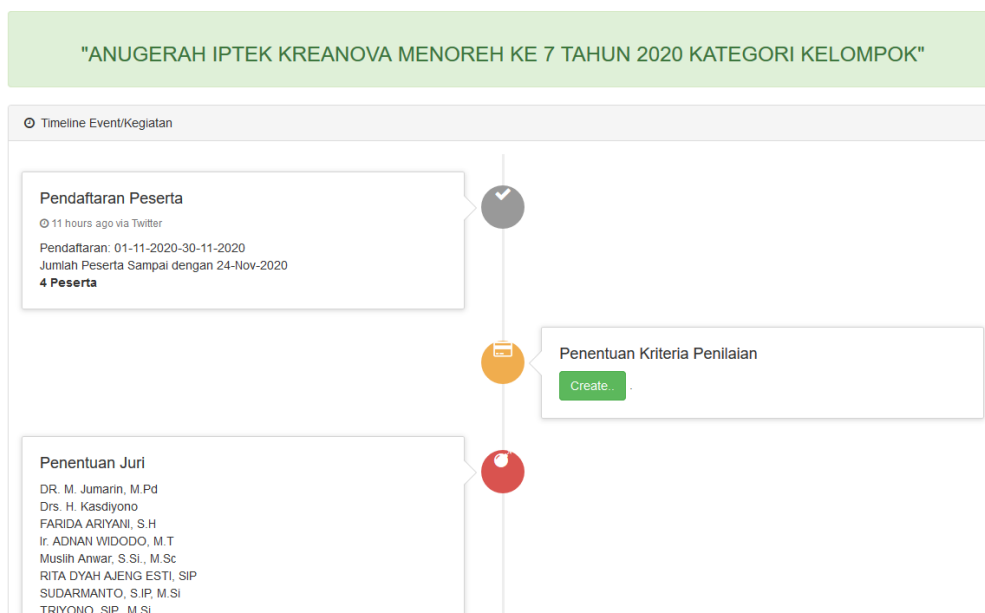 "ANUGERAH IPTEK KREANOVA MENOREH KE 7 TAHUN 2020 KATEGORI KELOMPOK"
Timeline Event/Kegiatan
Pendaftaran Peserta
11 hours ago via Twitter
Pendaftaran: 01-11-2020-30-11-2020
Jumlah Peserta Sampai dengan 24-Nov-2020
4 Peserta
Penentuan Kriteria Penilaian
Create.. .
Penentuan Juri
DR. M. Jumarin, M.Pd
Drs. H. Kasdiyono
FARIDA ARIYANI, S.H
Ir. ADNAN WIDODO, M.T
Muslih Anwar, S.Si., M.Sc
RITA DYAH AJENG ESTI, SIP
SUDARMANTO, S.IP, M.Si
TRIYONO, SIP., M.Si